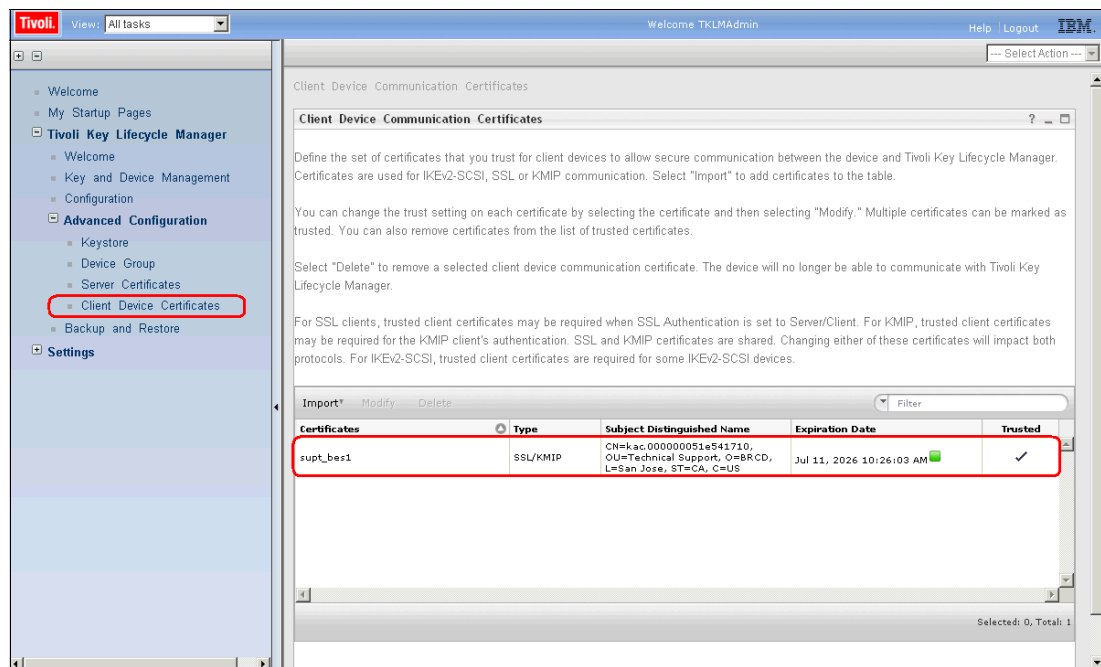 Tivoli. View: All tasks Welcome TKLMAdmin Help Logout IBM.
--- Select Action ---
Welcome
My Startup Pages
Tivoli Key Lifecycle Manager
Welcome
Key and Device Management
Configuration
Advanced Configuration
Keystore
Device Group
Server Certificates
Client Device Certificates
Backup and Restore
Settings
Client Device Communication Certificates
Client Device Communication Certificates ?
Define the set of certificates that you trust for client devices to allow secure communication between the device and Tivoli Key Lifecycle Manager.
Certificates are used for IKEv2-SCSI, SSL or KMIP communication. Select "Import" to add certificates to the table.
You can change the trust setting on each certificate by selecting the certificate and then selecting "Modify." Multiple certificates can be marked as
trusted. You can also remove certificates from the list of trusted certificates.
Select "Delete" to remove a selected client device communication certificate. The device will no longer be able to communicate with Tivoli Key
Lifecycle Manager.
For SSL clients, trusted client certificates may be required when SSL Authentication is set to Server/Client. For KMIP, trusted client certificates
may be required for the KMIP client's authentication. SSL and KMIP certificates are shared. Changing either of these certificates will impact both
protocols. For IKEv2-SCSI, trusted client certificates are required for some IKEv2-SCSI devices.
Import* Modify Delete Filter
Certificates Type Subject Distinguished Name Expiration Date Trusted
supt_bes1 SSL/KMIP CN=kac.000000051e541710,
OU=Technical Support, O=BRCD,
L=San Jose, ST=CA, C=US Jul 11, 2026 10:26:03 AM
Selected: 0, Total: 1